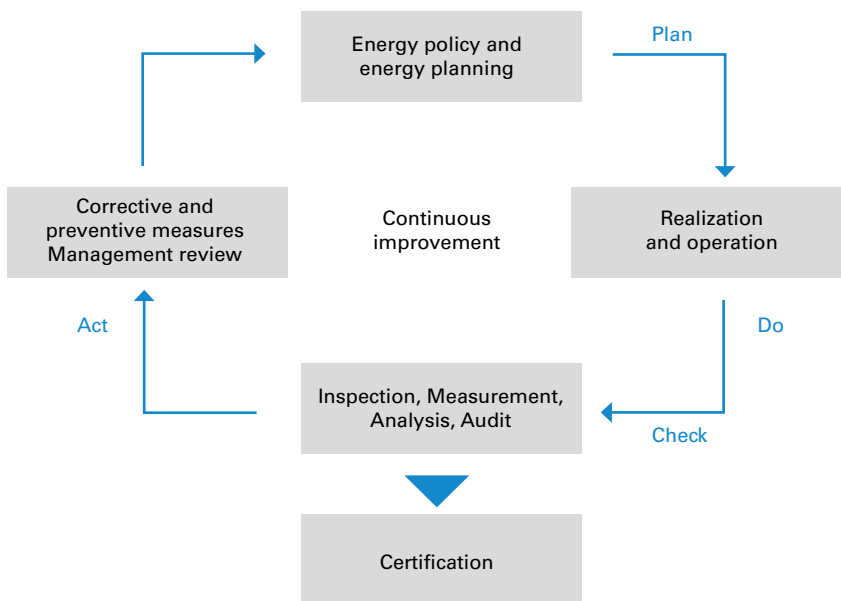 Energy policy and
energy planning
Plan
Corrective and
preventive measures
Management review
Continuous
improvement
Realization
and operation
Act
Do
Inspection, Measurement,
Analysis, Audit
Check
Certification